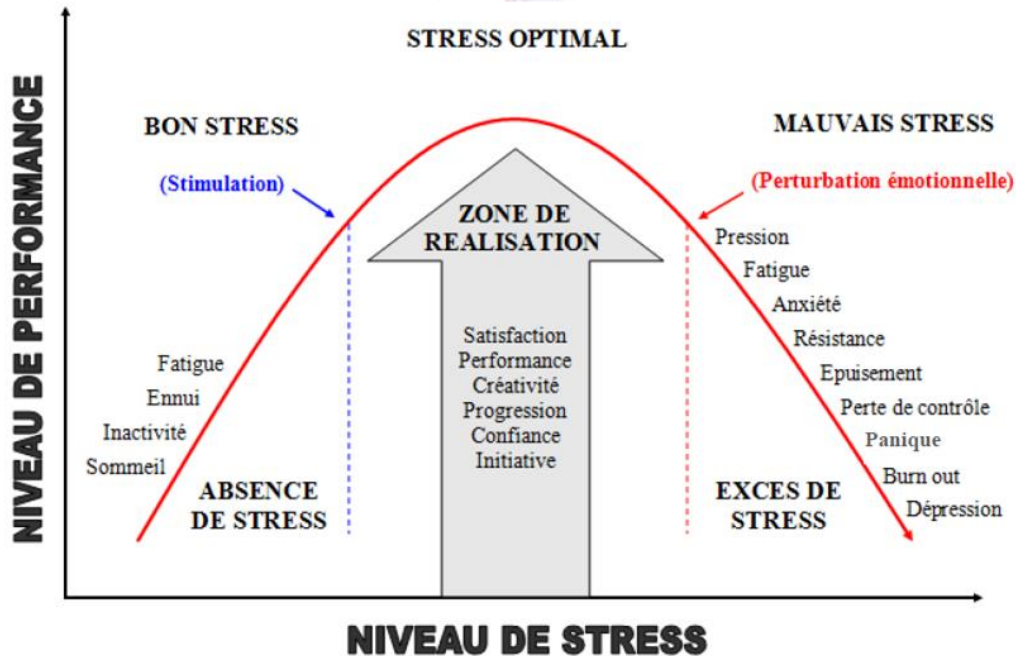 STRESS OPTIMAL
BON STRESS
MAUVAIS STRESS
(Stimulation)
(Perturbation émotionnelle)
ZONE DE
REALISATION
Pression
Fatigue
Anxiété
Résistance
Epuisement
Perte de contrôle
Panique
Burn out
Dépression
Satisfaction
Performance
Créativité
Progression
Confiance
Initiative
Fatigue
Ennui
Inactivité
Sommeil
ABSENCE
DE STRESS
EXCES DE
STRESS
NIVEAU DE PERFORMANCE
NIVEAU DE STRESS